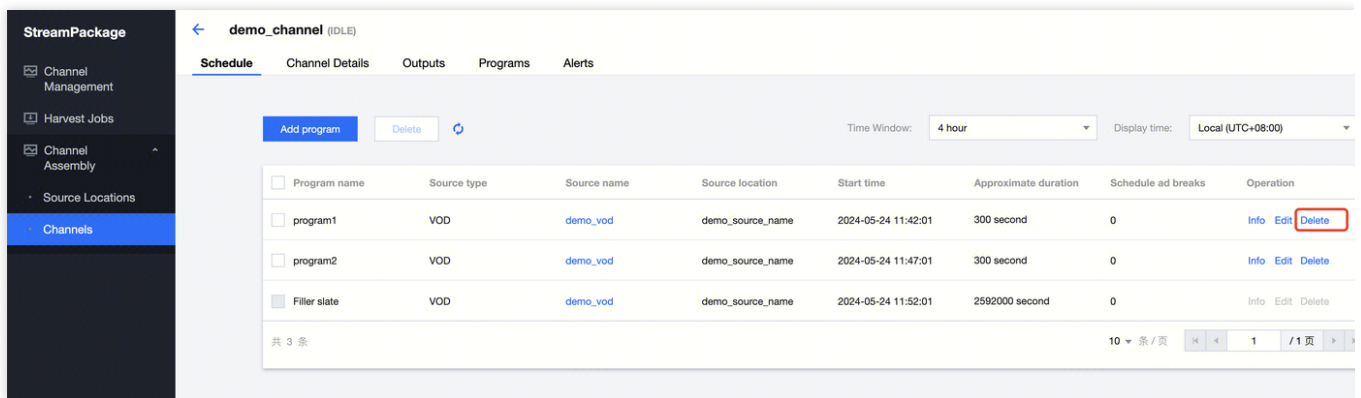 StreamPackage
Channel
Management
Harvest Jobs
Channel
Assembly
Source Locations
Channels
demo_channel (IDLE)
Schedule Channel Details Outputs Programs Alerts
Add program Delete Time Window: 4 hour Display time: Local (UTC+08:00)
Program name Source type Source name Source location Start time Approximate duration Schedule ad breaks Operation
program1 VOD demo_vod demo_source_name 2024-05-24 11:42:01 300 second 0 Info Edit Delete
program2 VOD demo_vod demo_source_name 2024-05-24 11:47:01 300 second 0 Info Edit Delete
Filler slate VOD demo_vod demo_source_name 2024-05-24 11:52:01 2592000 second 0 Info Edit Delete
共 3 条 10 条 / 页 1 / 1 页